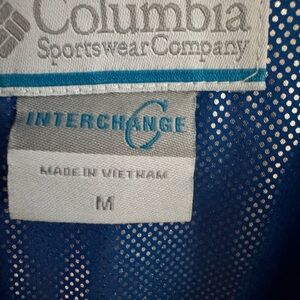 Columbia
Sportswear Company
INTERCHANGE
MADE IN VIETNAM
M